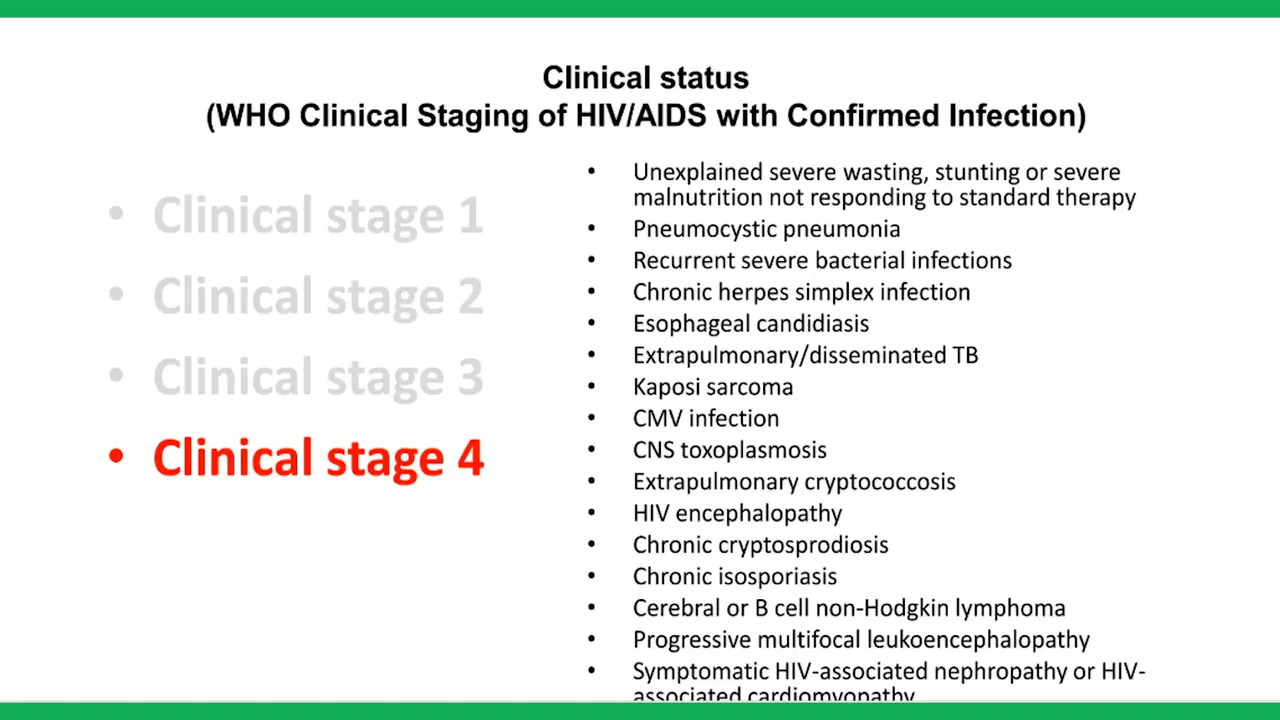 Clinical status
(WHO Clinical Staging of HIV/AIDS with Confirmed Infection)
• Clinical stage 1
• Clinical stage 2
• Clinical stage 3
• Clinical stage 4
• Unexplained severe wasting, stunting or severe
malnutrition not responding to standard therapy
• Pneumocystic pneumonia
• Recurrent severe bacterial infections
• Chronic herpes simplex infection
• Esophageal candidiasis
• Extrapulmonary/disseminated TB
• Kaposi sarcoma
• CMV infection
• CNS toxoplasmosis
• Extrapulmonary cryptococcosis
• HIV encephalopathy
• Chronic cryptosprodiosis
• Chronic isosporiasis
• Cerebral or B cell non-Hodgkin lymphoma
• Progressive multifocal leukoencephalopathy
• Symptomatic HIV-associated nephropathy or HIV-
associated cardiomyopathy